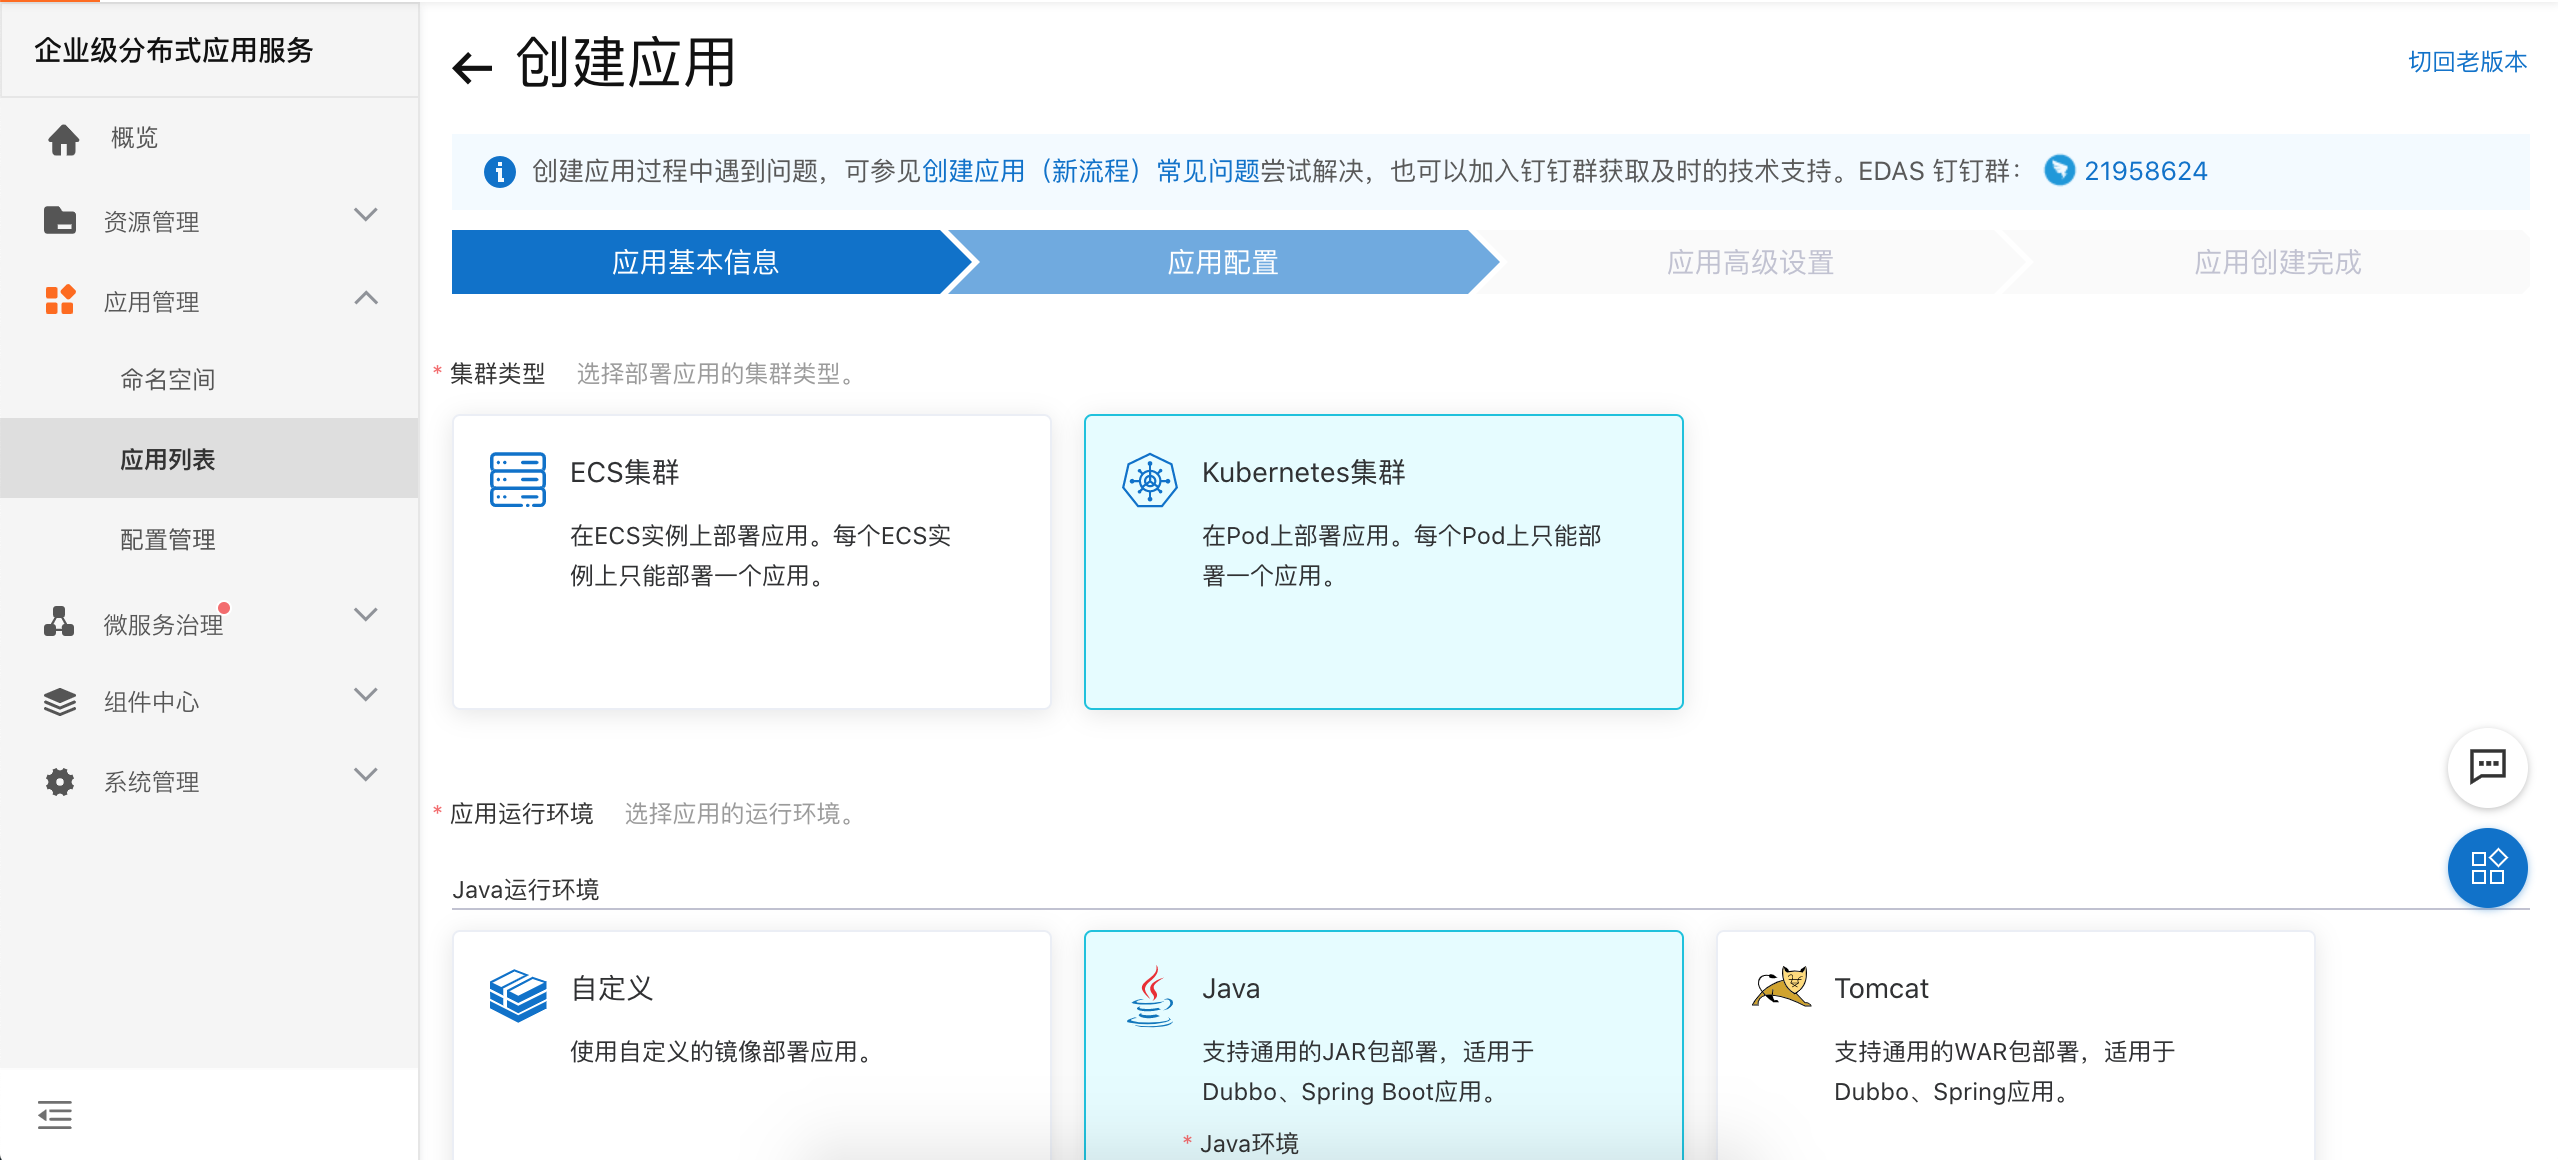 企业级分布式应用服务
概览
资源管理
应用管理
命名空间
应用列表
配置管理
微服务治理
组件中心
系统管理
创建应用
切回老版本
创建应用过程中遇到问题，可参见创建应用（新流程）常见问题尝试解决，也可以加入钉钉群获取及时的技术支持。EDAS 钉钉群： 21958624
应用基本信息
应用配置
应用高级设置
应用创建完成
* 集群类型 选择部署应用的集群类型。
ECS集群
在ECS实例上部署应用。每个ECS实
例上只能部署一个应用。
Kubernetes集群
在Pod上部署应用。每个Pod上只能部
署一个应用。
* 应用运行环境 选择应用的运行环境。
Java运行环境
自定义
使用自定义的镜像部署应用。
Java
支持通用的JAR包部署，适用于
Dubbo、Spring Boot应用。
* Java环境
Tomcat
支持通用的WAR包部署，适用于
Dubbo、Spring应用。